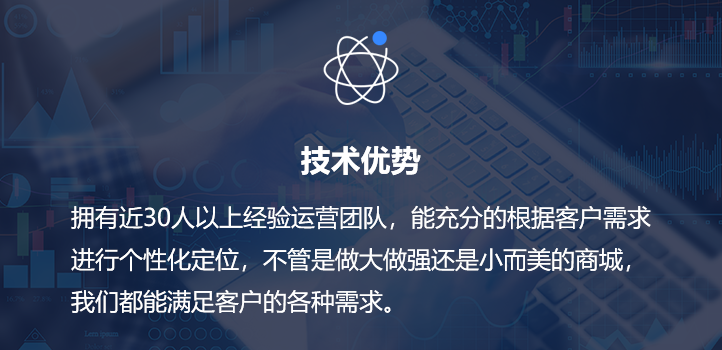 技术优势
拥有近30人以上经验运营团队，能充分的根据客户需求
进行个性化定位，不管是做大做强还是小而美的商城，
我们都能满足客户的各种需求。